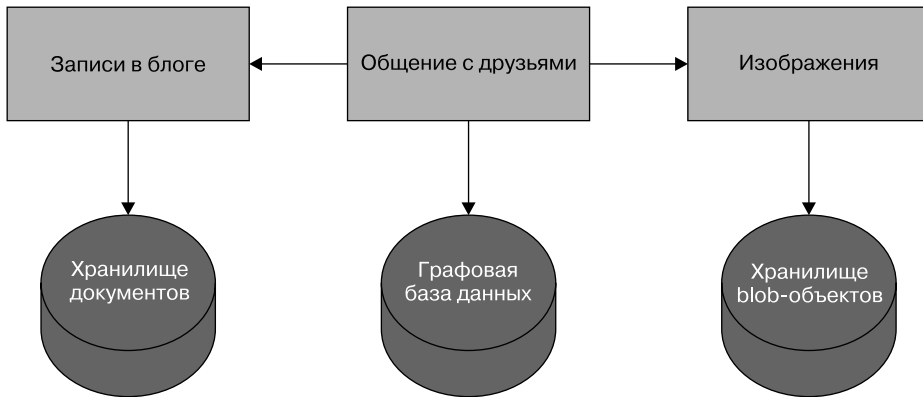 Записи в блоге
Общение с друзьями
Изображения
Хранилище
документов
Графовая
база данных
Хранилище
blob-объектов